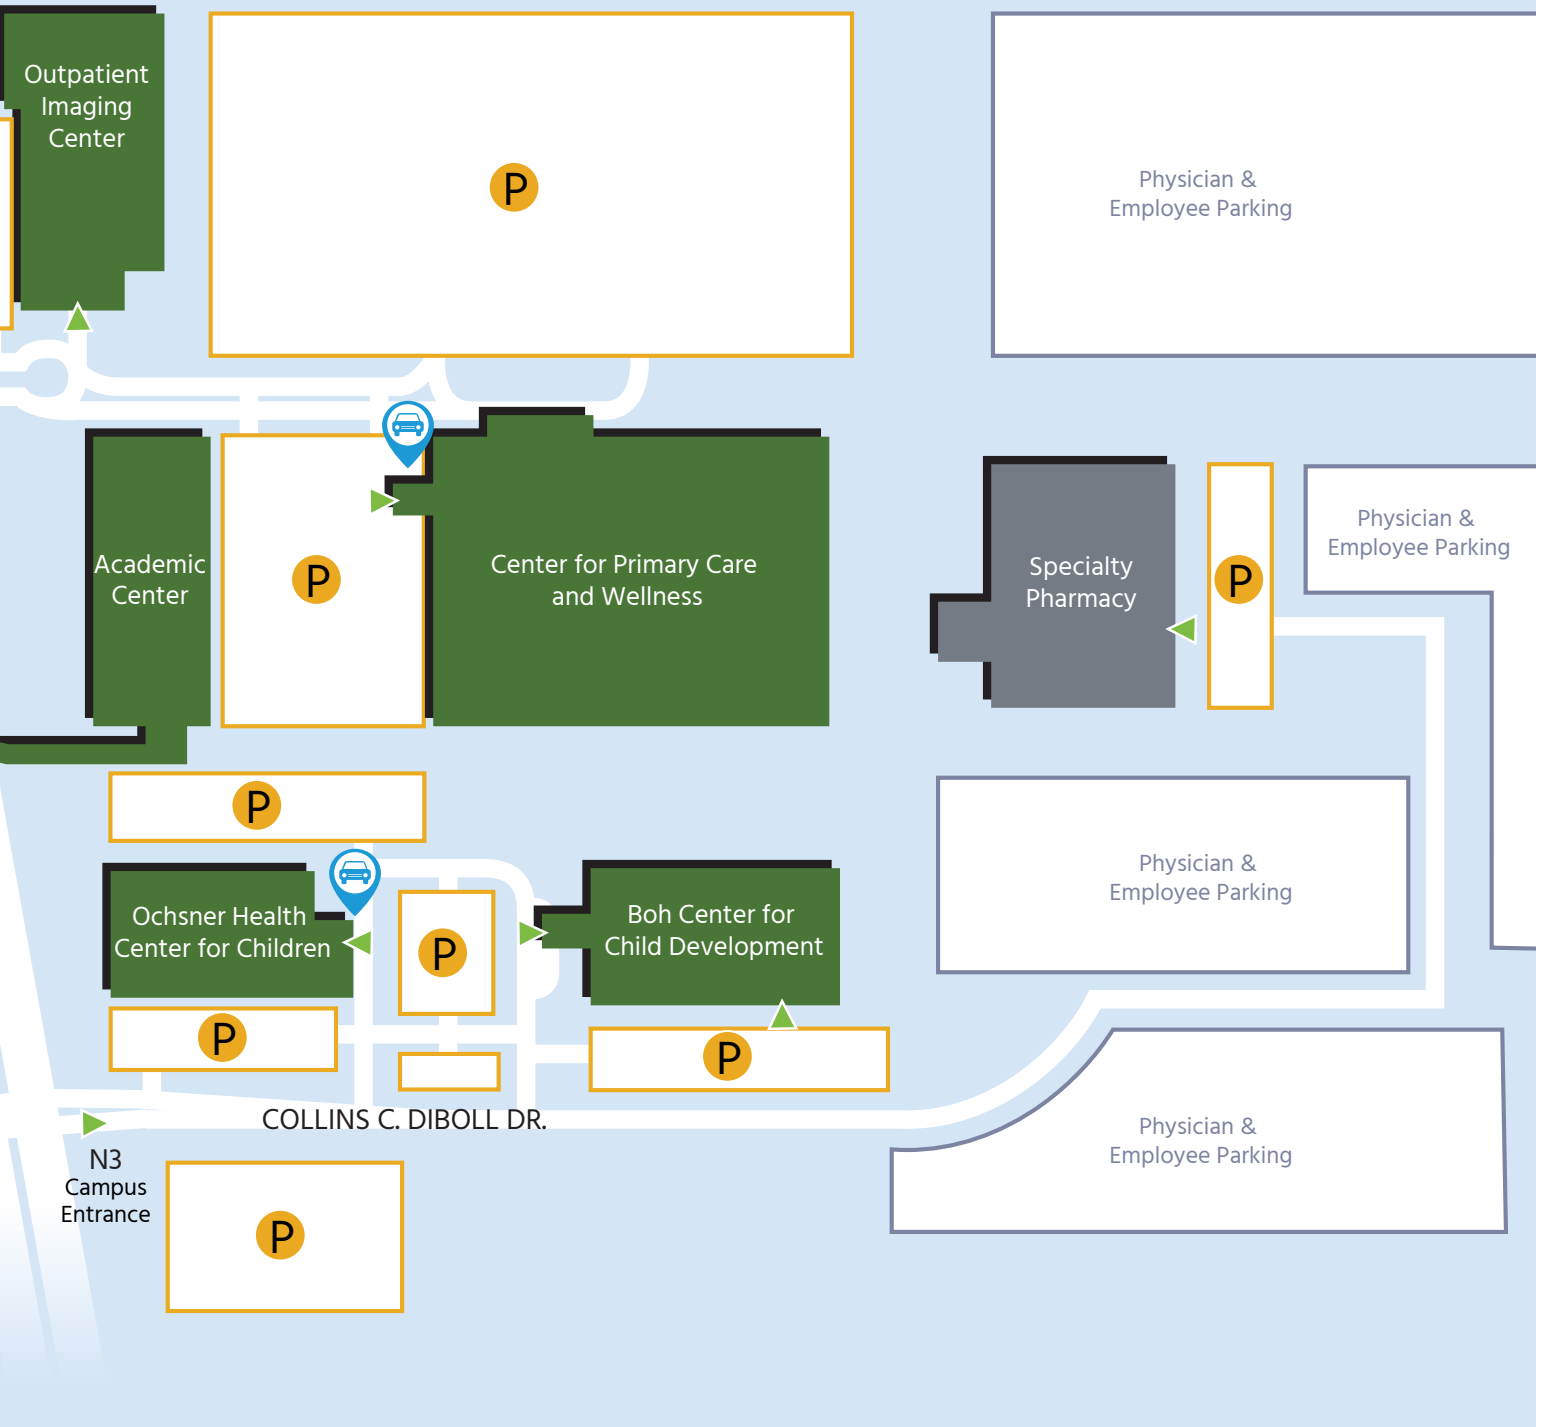 Outpatient
Imaging
Center
P
Physician &
Employee Parking
Academic
Center
P
Center for Primary Care
and Wellness
Specialty
Pharmacy
P
Physician &
Employee Parking
P
Ochsner Health
Center for Children
P
Boh Center for
Child Development
Physician &
Employee Parking
P
P
COLLINS C. DIBOLL DR.
Physician &
Employee Parking
N3
Campus
Entrance
P